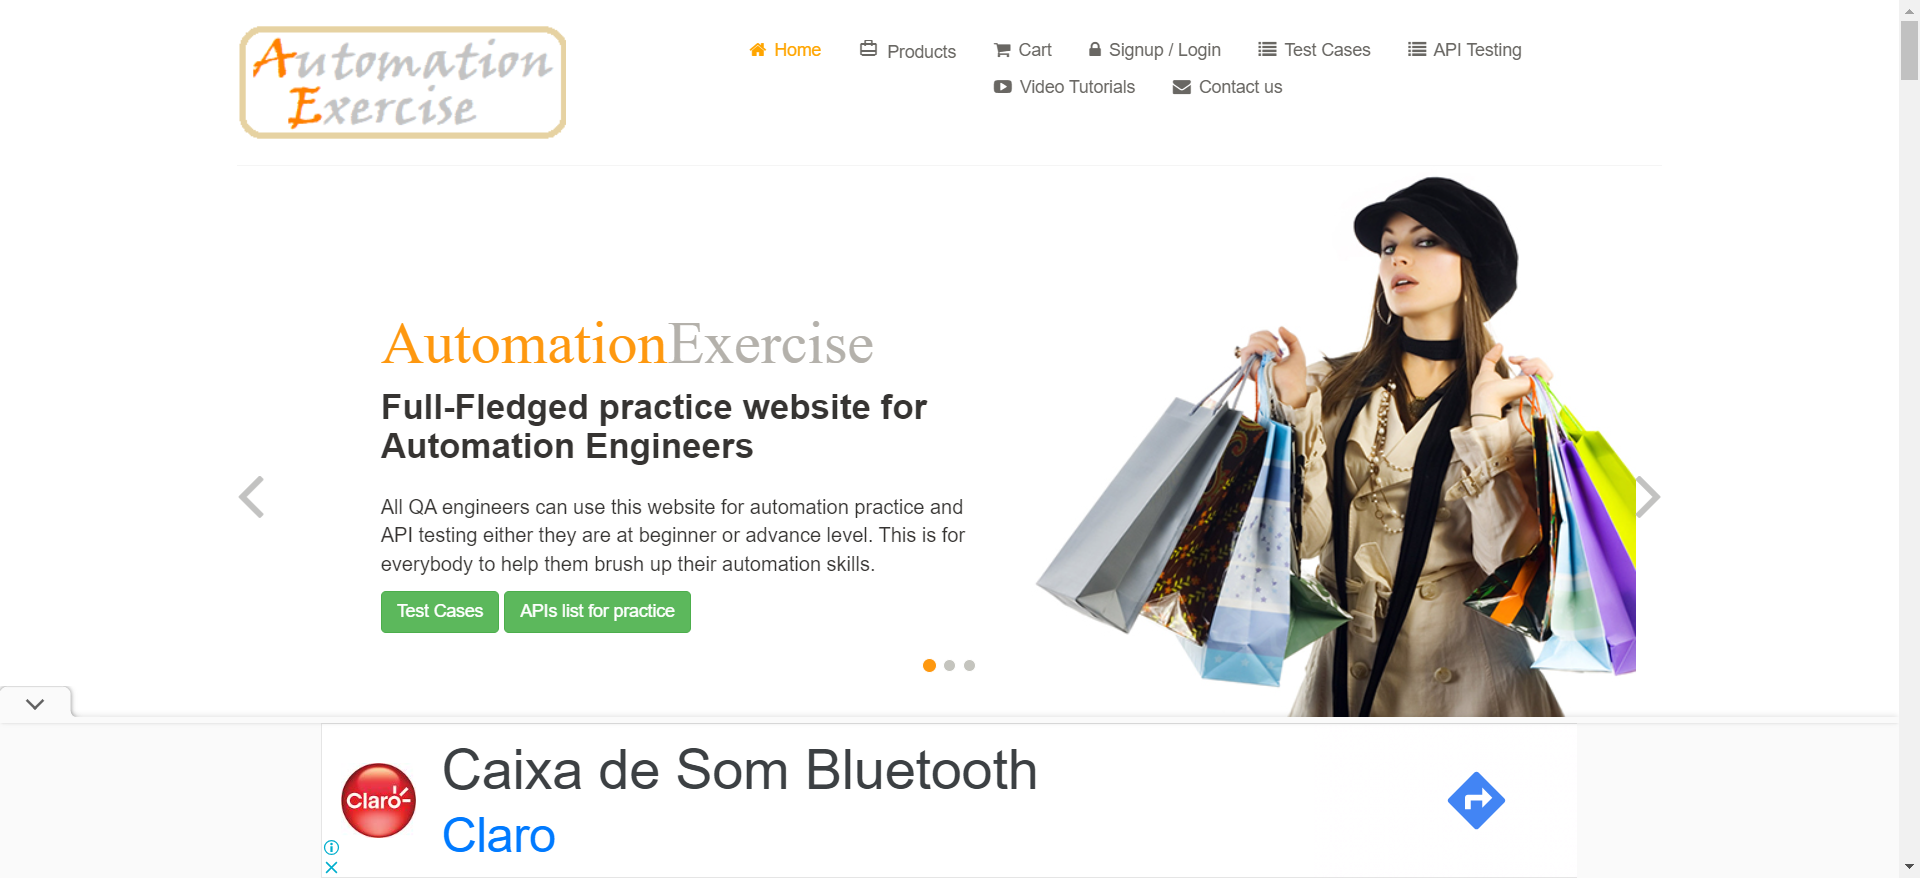 Automation
Exercise
Home
Products
Cart
Signup / Login
Test Cases
API Testing
Video Tutorials
Contact us
AutomationExercise
Full-Fledged practice website for
Automation Engineers
All QA engineers can use this website for automation practice and
API testing either they are at beginner or advance level. This is for
everybody to help them brush up their automation skills.
Test Cases
APIs list for practice
Claro
Caixa de Som Bluetooth
Claro